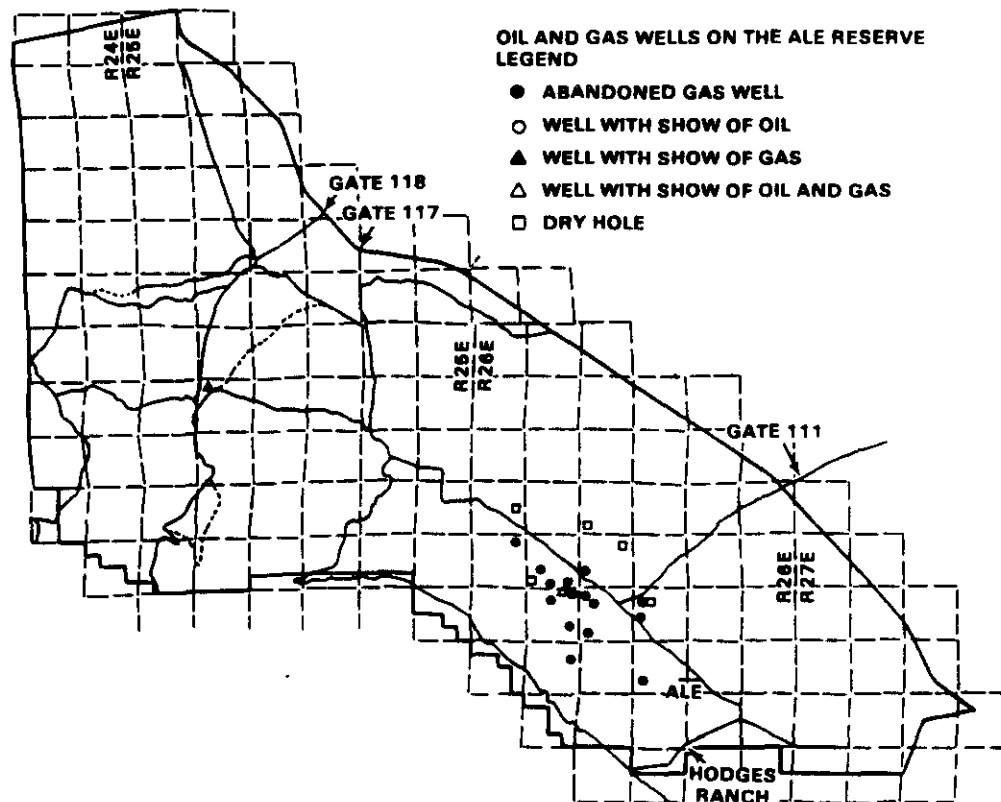 OIL AND GAS WELLS ON THE ALE RESERVE
LEGEND
ABANDONED GAS WELL
WELL WITH SHOW OF OIL
WELL WITH SHOW OF GAS
WELL WITH SHOW OF OIL AND GAS
DRY HOLE
R24E
R25E
GATE 118
GATE 117
R25E
R26E
GATE 111
R26E
R27E
ALE
HODGES
RANCH